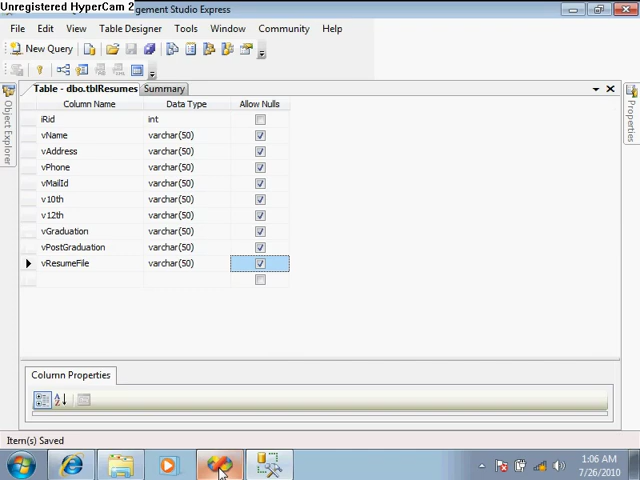 Unregistered HyperCam 2
nagement Studio Express
File Edit View Table Designer Tools Window Community Help
New Query
Table - dbo.tblResumes Summary
Object Explorer
Properties
Column Name Data Type Allow Nulls
iRid int
vName varchar(50)
vAddress varchar(50)
vPhone varchar(50)
vMailId varchar(50)
v10th varchar(50)
v12th varchar(50)
vGraduation varchar(50)
vPostGraduation varchar(50)
vResumeFile varchar(50)
Column Properties
Item(s) Saved
1:06 AM
7/26/2010